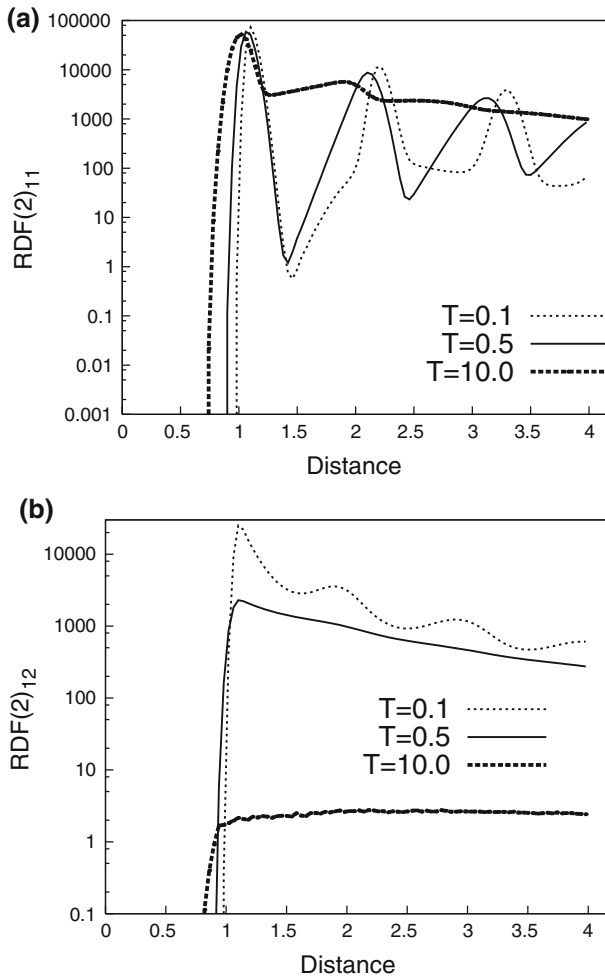 (a)
100000
10000
1000
100
10
1
0.1
0.01
0.001
RDF(2)11
T=0.1
T=0.5
T=10.0
0 0.5 1 1.5 2 2.5 3 3.5 4
Distance
(b)
10000
1000
100
10
1
0.1
RDF(2)12
T=0.1
T=0.5
T=10.0
0 0.5 1 1.5 2 2.5 3 3.5 4
Distance